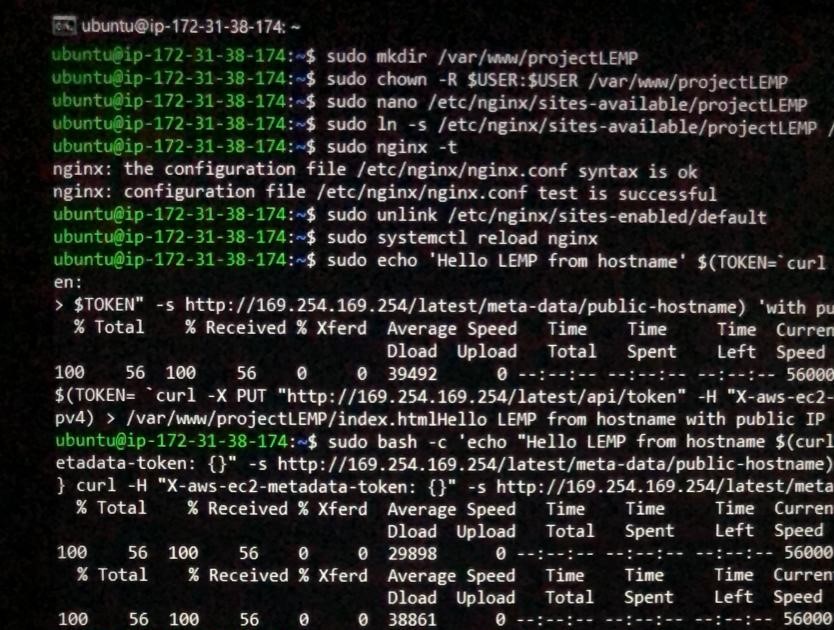 ubuntu@ip-172-31-38-174: ~
ubuntu@ip-172-31-38-174:~$ sudo mkdir /var/www/projectLEMP
ubuntu@ip-172-31-38-174:~$ sudo chown -R $USER:$USER /var/www/projectLEMP
ubuntu@ip-172-31-38-174:~$ sudo nano /etc/nginx/sites-available/projectLEMP
ubuntu@ip-172-31-38-174:~$ sudo ln -s /etc/nginx/sites-available/projectLEMP /
ubuntu@ip-172-31-38-174:~$ sudo nginx -t
nginx: the configuration file /etc/nginx/nginx.conf syntax is ok
nginx: configuration file /etc/nginx/nginx.conf test is successful
ubuntu@ip-172-31-38-174:~$ sudo unlink /etc/nginx/sites-enabled/default
ubuntu@ip-172-31-38-174:~$ sudo systemctl reload nginx
ubuntu@ip-172-31-38-174:~$ sudo echo 'Hello LEMP from hostname' $(TOKEN=`curl
en:
> $TOKEN" -s http://169.254.169.254/latest/meta-data/public-hostname) 'with pu
% Total % Received % Xferd Average Speed Time Time Time Curren
Dload Upload Total Spent Left Speed
100 56 100 56 0 0 39492 0 --:--:-- --:--:-- --:--:-- 56000
$(TOKEN= `curl -X PUT "http://169.254.169.254/latest/api/token" -H "X-aws-ec2-
pv4) > /var/www/projectLEMP/index.htmlHello LEMP from hostname with public IP
ubuntu@ip-172-31-38-174:~$ sudo bash -c 'echo "Hello LEMP from hostname $(curl
etadata-token: {}" -s http://169.254.169.254/latest/meta-data/public-hostname)
} curl -H "X-aws-ec2-metadata-token: {}" -s http://169.254.169.254/latest/meta
% Total % Received % Xferd Average Speed Time Time Time Curren
Dload Upload Total Spent Left Speed
100 56 100 56 0 0 29898 0 --:--:-- --:--:-- --:--:-- 56000
% Total % Received % Xferd Average Speed Time Time Time Curren
Dload Upload Total Spent Left Speed
100 56 100 56 0 0 38861 0 --:--:-- --:--:-- --:--:-- 56000